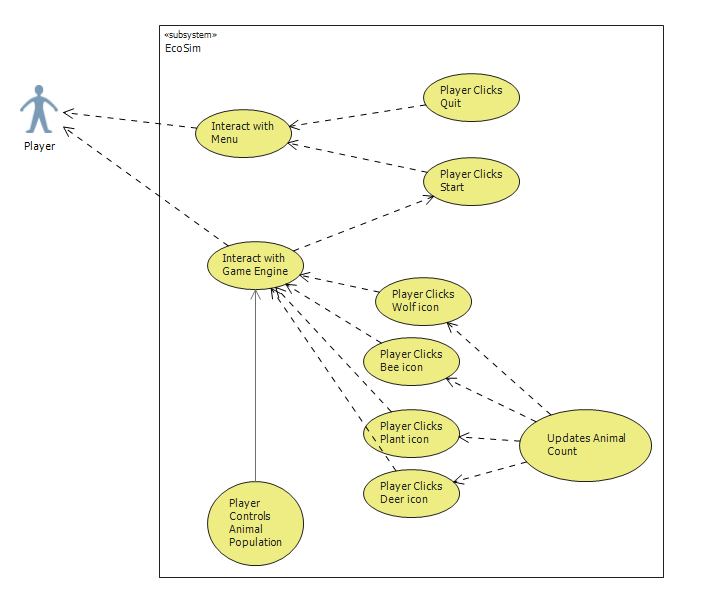 «subsystem»
EcoSim
Player Clicks
Quit
Interact with
Menu
Player
Player Clicks
Start
Interact with
Game Engine
Player Clicks
Wolf icon
Player Clicks
Bee icon
Player Clicks
Plant icon
Updates Animal
Count
Player Clicks
Deer icon
Player
Controls
Animal
Population